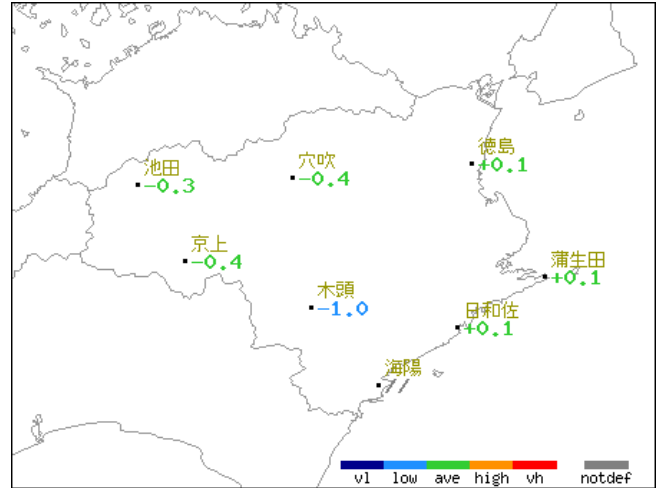 徳島
+0.1
穴吹
-0.4
池田
-0.3
京上
-0.4
蒲生田
+0.1
木頭
-1.0
日和佐
+0.1
海陽
//
vl low ave high vh notdef